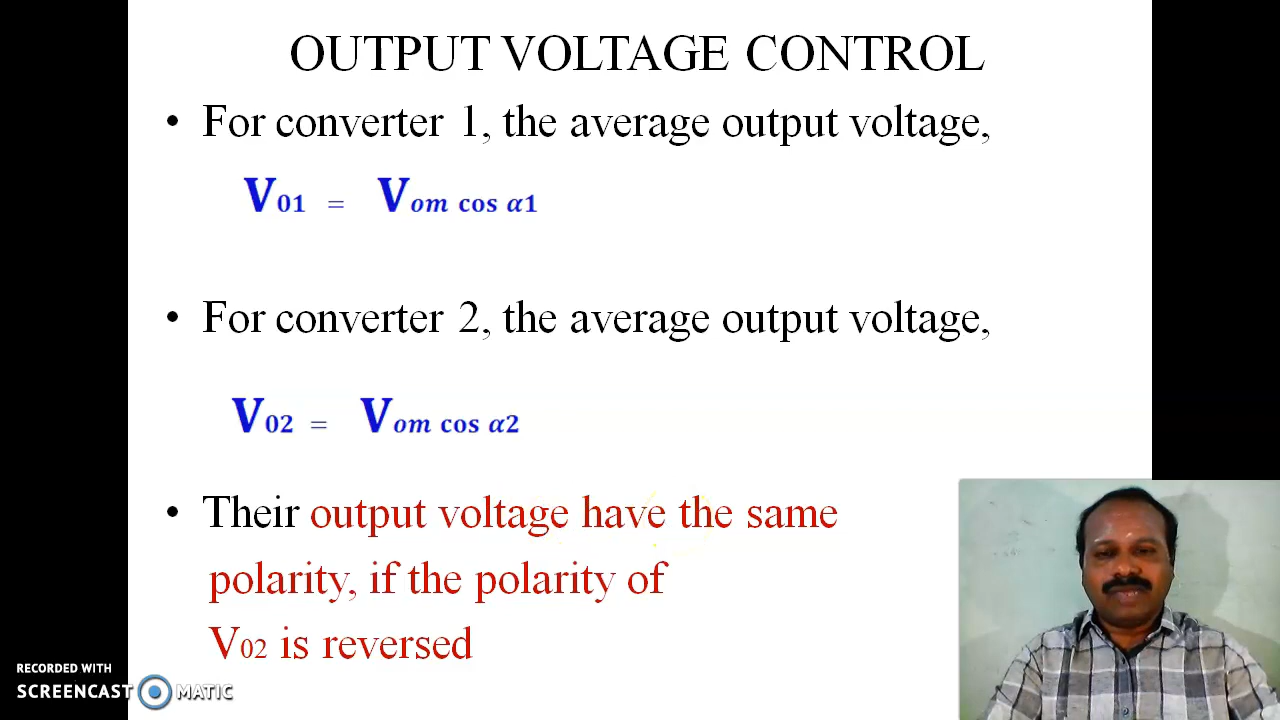 OUTPUT VOLTAGE CONTROL
• For converter 1, the average output voltage,
V01 = Vom cos α1
• For converter 2, the average output voltage,
V02 = Vom cos α2
• Their output voltage have the same
polarity, if the polarity of
V02 is reversed
RECORDED WITH
SCREENCAST MATIC